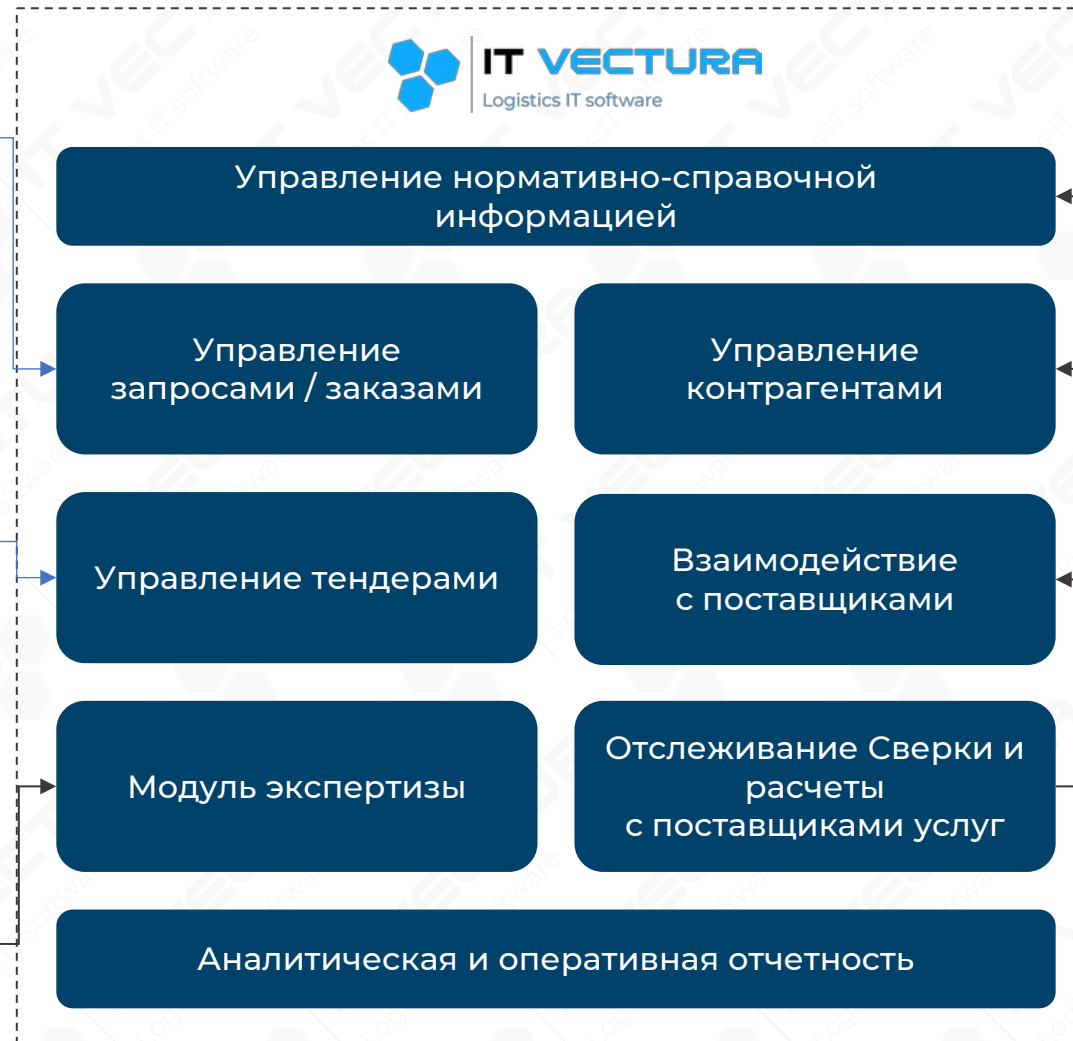 IT VECTURA
Logistics IT software
Управление нормативно-справочной
информацией
Управление
запросами / заказами
Управление
контрагентами
Управление тендерами
Взаимодействие
с поставщиками
Модуль экспертизы
Отслеживание Сверки и
расчеты
с поставщиками услуг
Аналитическая и оперативная отчетность